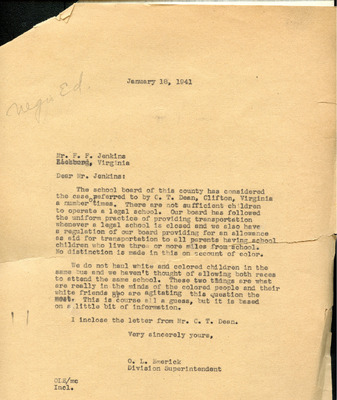 January 18, 1941
Negro Ed.
Mr. F. F. Jenkins
Richmond, Virginia
Dear Mr. Jenkins:
The school board of this county has considered
the case referred to by C. T. Dean, Clifton, Virginia
a number times. There are not sufficient children
to operate a legal school. Our board has followed
the uniform practice of providing transportation
whenever a legal school is closed and we also have
a regulation of our board providing for an allowance
as aid for transportation to all parents having school
children who live three or more miles from school.
No distinction is made in this on account of color.
We do not haul white and colored children in the
same bus and we haven't thought of allowing both races
to attend the same school. These two things are what
are really in the minds of the colored people and their
white friends who are agitating this question the
most. This is course all a guess, but it is based
on a little bit of information.
I inclose the letter from Mr. C. T. Dean.
Very sincerely yours,
O. L. Emerick
Division Superintendent
OLE/mc
Incl.